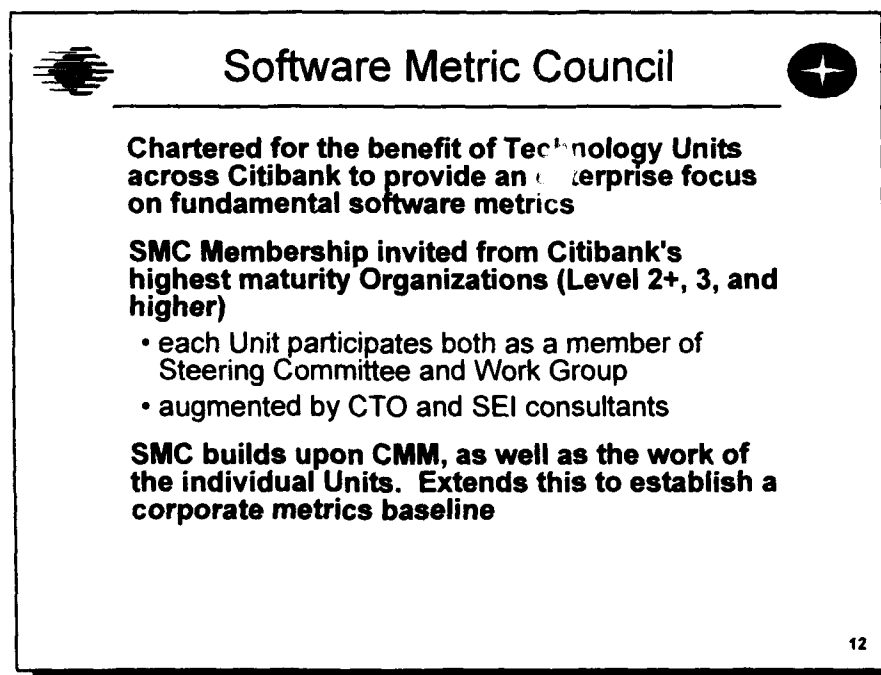 Software Metric Council
Chartered for the benefit of Technology Units
across Citibank to provide an enterprise focus
on fundamental software metrics
SMC Membership invited from Citibank's
highest maturity Organizations (Level 2+, 3, and
higher)
• each Unit participates both as a member of
Steering Committee and Work Group
• augmented by CTO and SEI consultants
SMC builds upon CMM, as well as the work of
the individual Units. Extends this to establish a
corporate metrics baseline
12